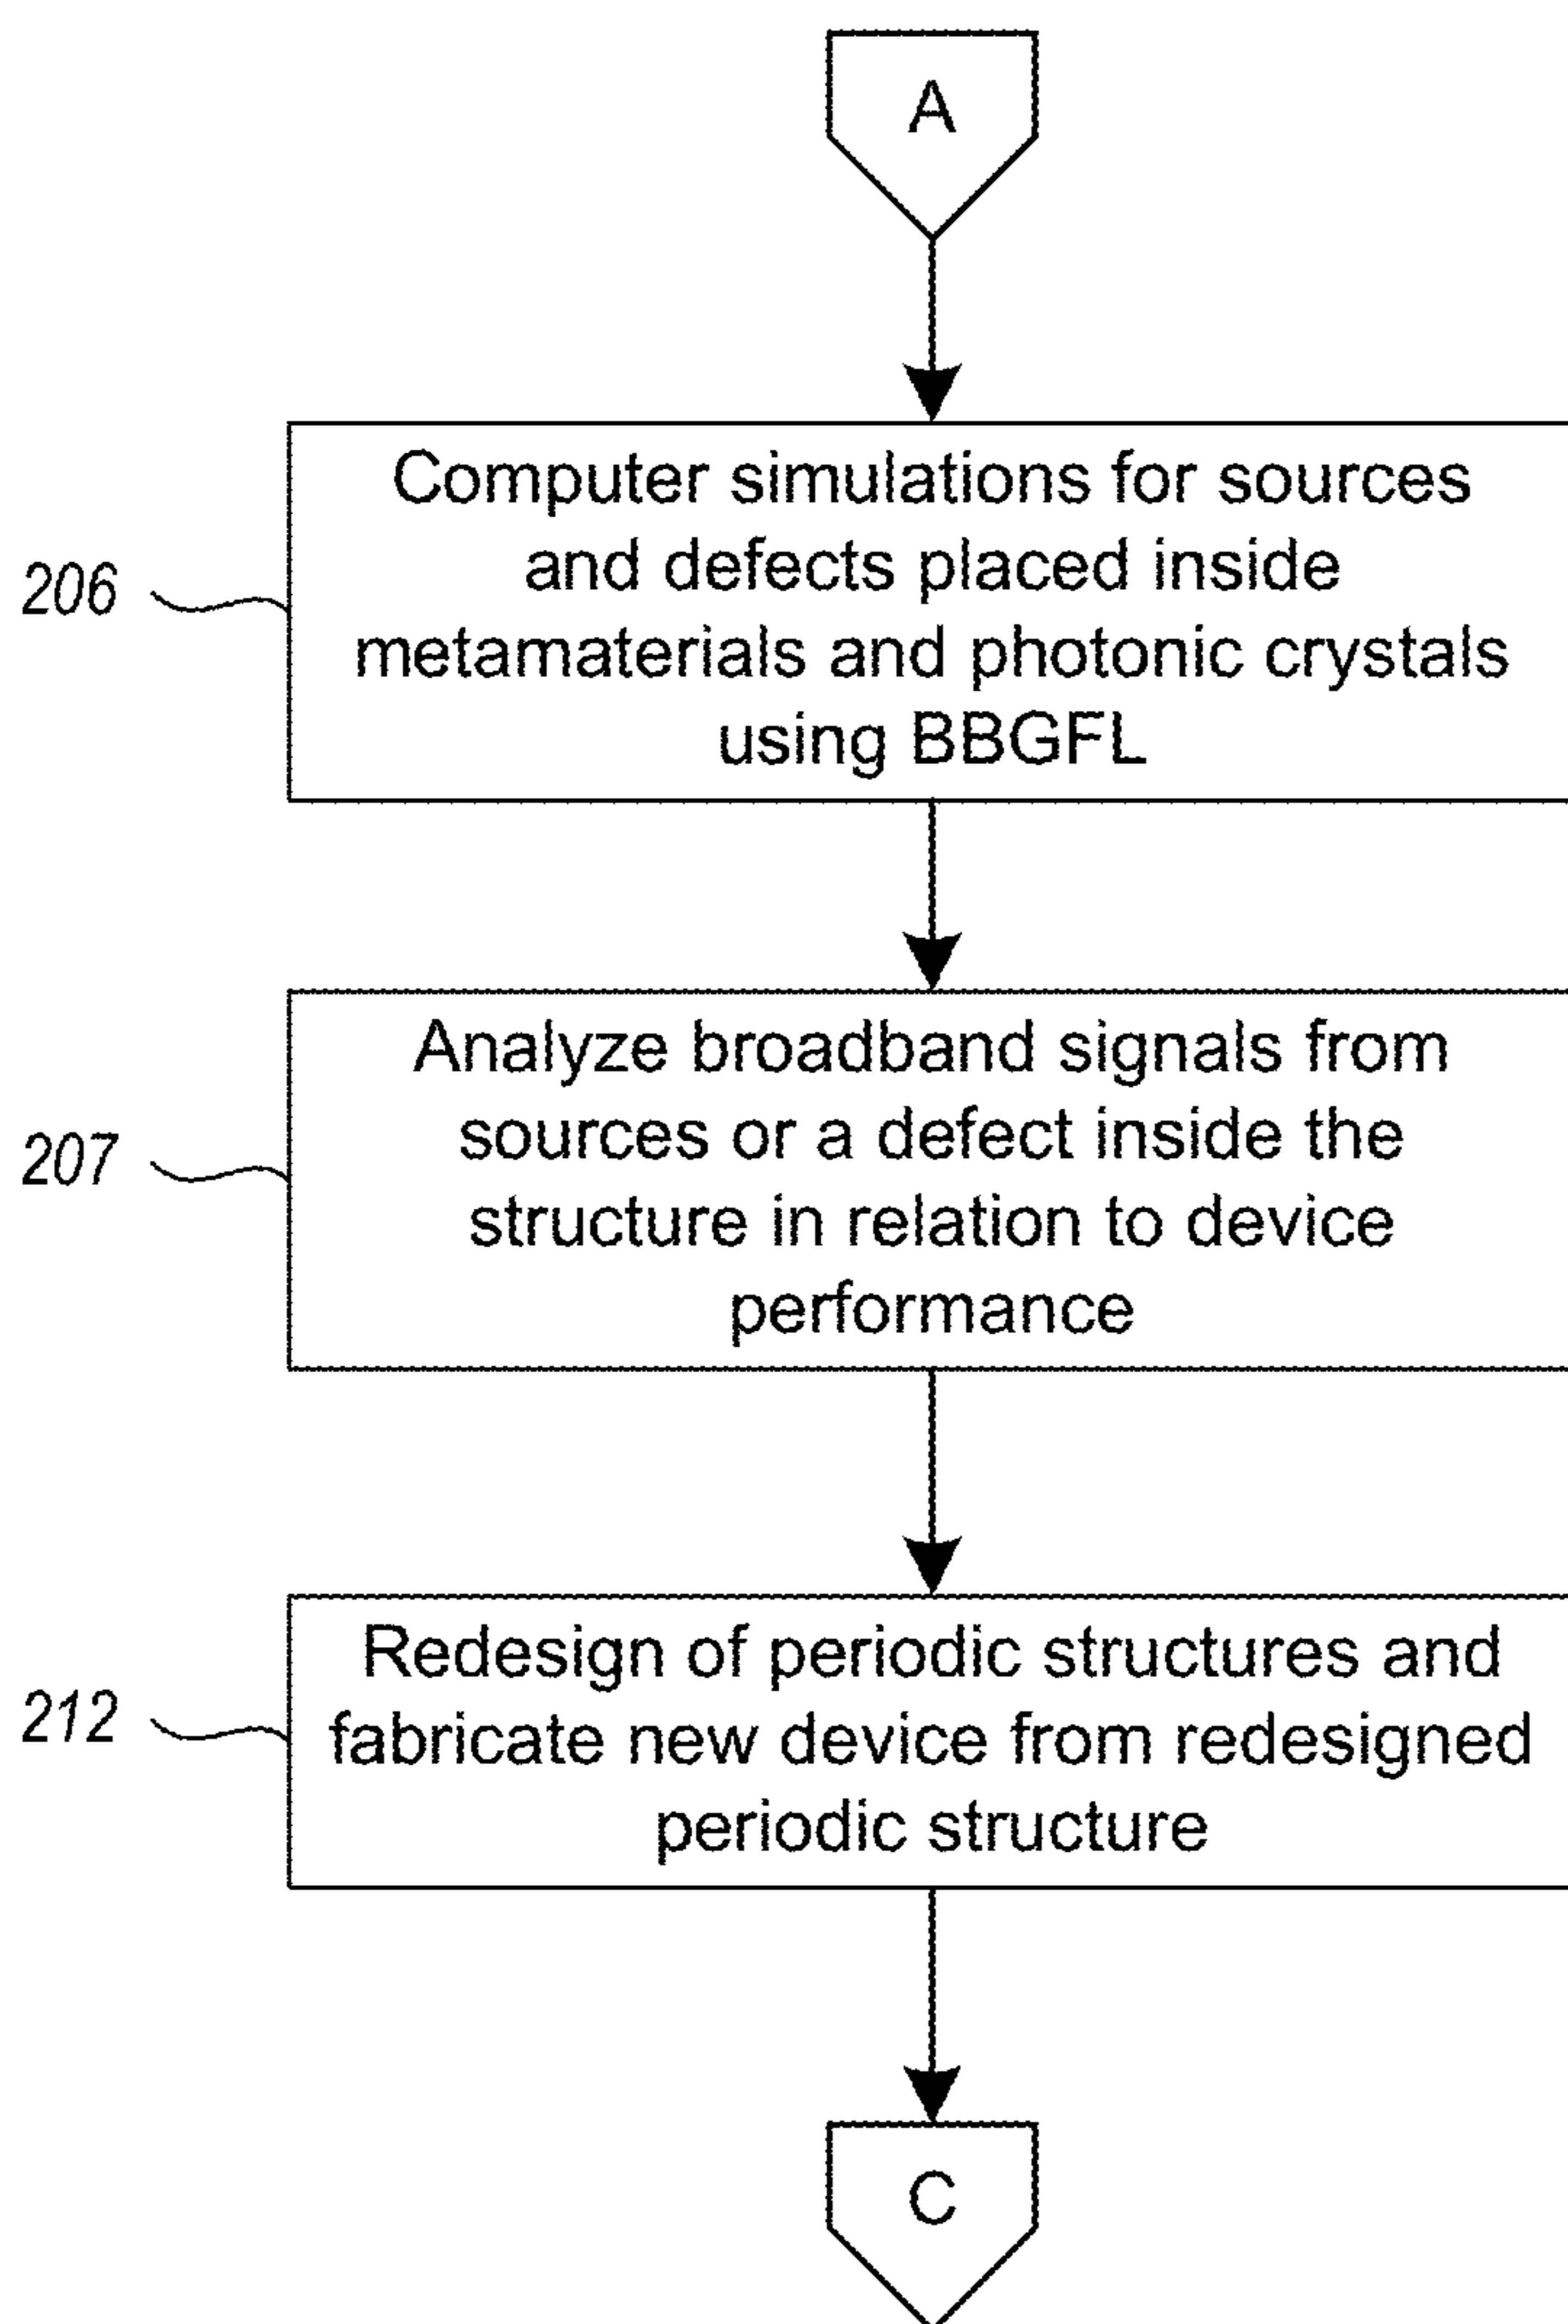 A
Computer simulations for sources
and defects placed inside
metamaterials and photonic crystals
using BBGFL
206
Analyze broadband signals from
sources or a defect inside the
structure in relation to device
performance
207
Redesign of periodic structures and
fabricate new device from redesigned
periodic structure
212
C